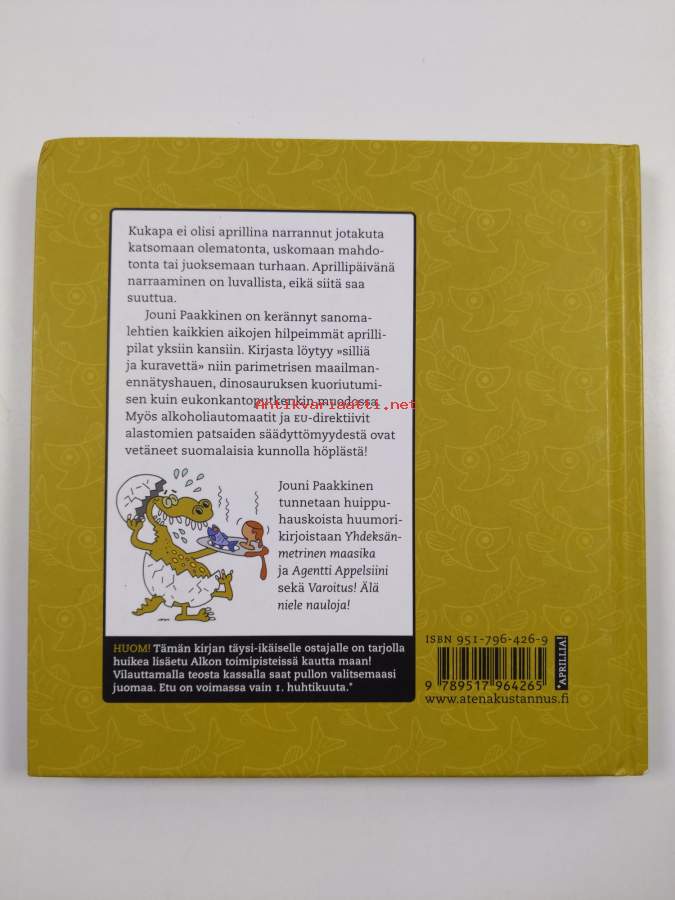 Kukapa ei olisi aprillina narrannut jotakuta
katsomaan olematonta, uskomaan mahdo-
tonta tai juoksemaan turhaan. Aprillipäivänä
narraaminen on luvallista, eikä siitä saa
suuttua.
Jouni Paakkinen on kerännyt sanoma-
lehtien kaikkien aikojen hilpeimmät aprilli-
pilat yksiin kansiin. Kirjasta löytyy »silliä
ja kuravettä» niin parimetrisen maailman-
ennätyshauen, dinosauruksen kuoriutumi-
sen kuin eukonkantoputkenkin muodossa.
Antikvariaatti.net
Myös alkoholiautomaatit ja EU-direktiivit
alastomien patsaiden säädyttömyydestä ovat
vetäneet suomalaisia kunnolla höplästä!
Jouni Paakkinen
tunnetaan huippu-
hauskoista huumori-
kirjoistaan Yhdeksän-
metrinen maasika
ja Agentti Appelsiini
sekä Varoitus! Älä
niele nauloja!
HUOM! Tämän kirjan täysi-ikäiselle ostajalle on tarjolla
huikea lisäetu Alkon toimipisteissä kautta maan!
Vilauttamalla teosta kassalla saat pullon valitsemaasi
juomaa. Etu on voimassa vain 1. huhtikuuta.*
ISBN 951-796-426-9
9 789517 964265
*APRILLIA!
www.atenakustannus.fi